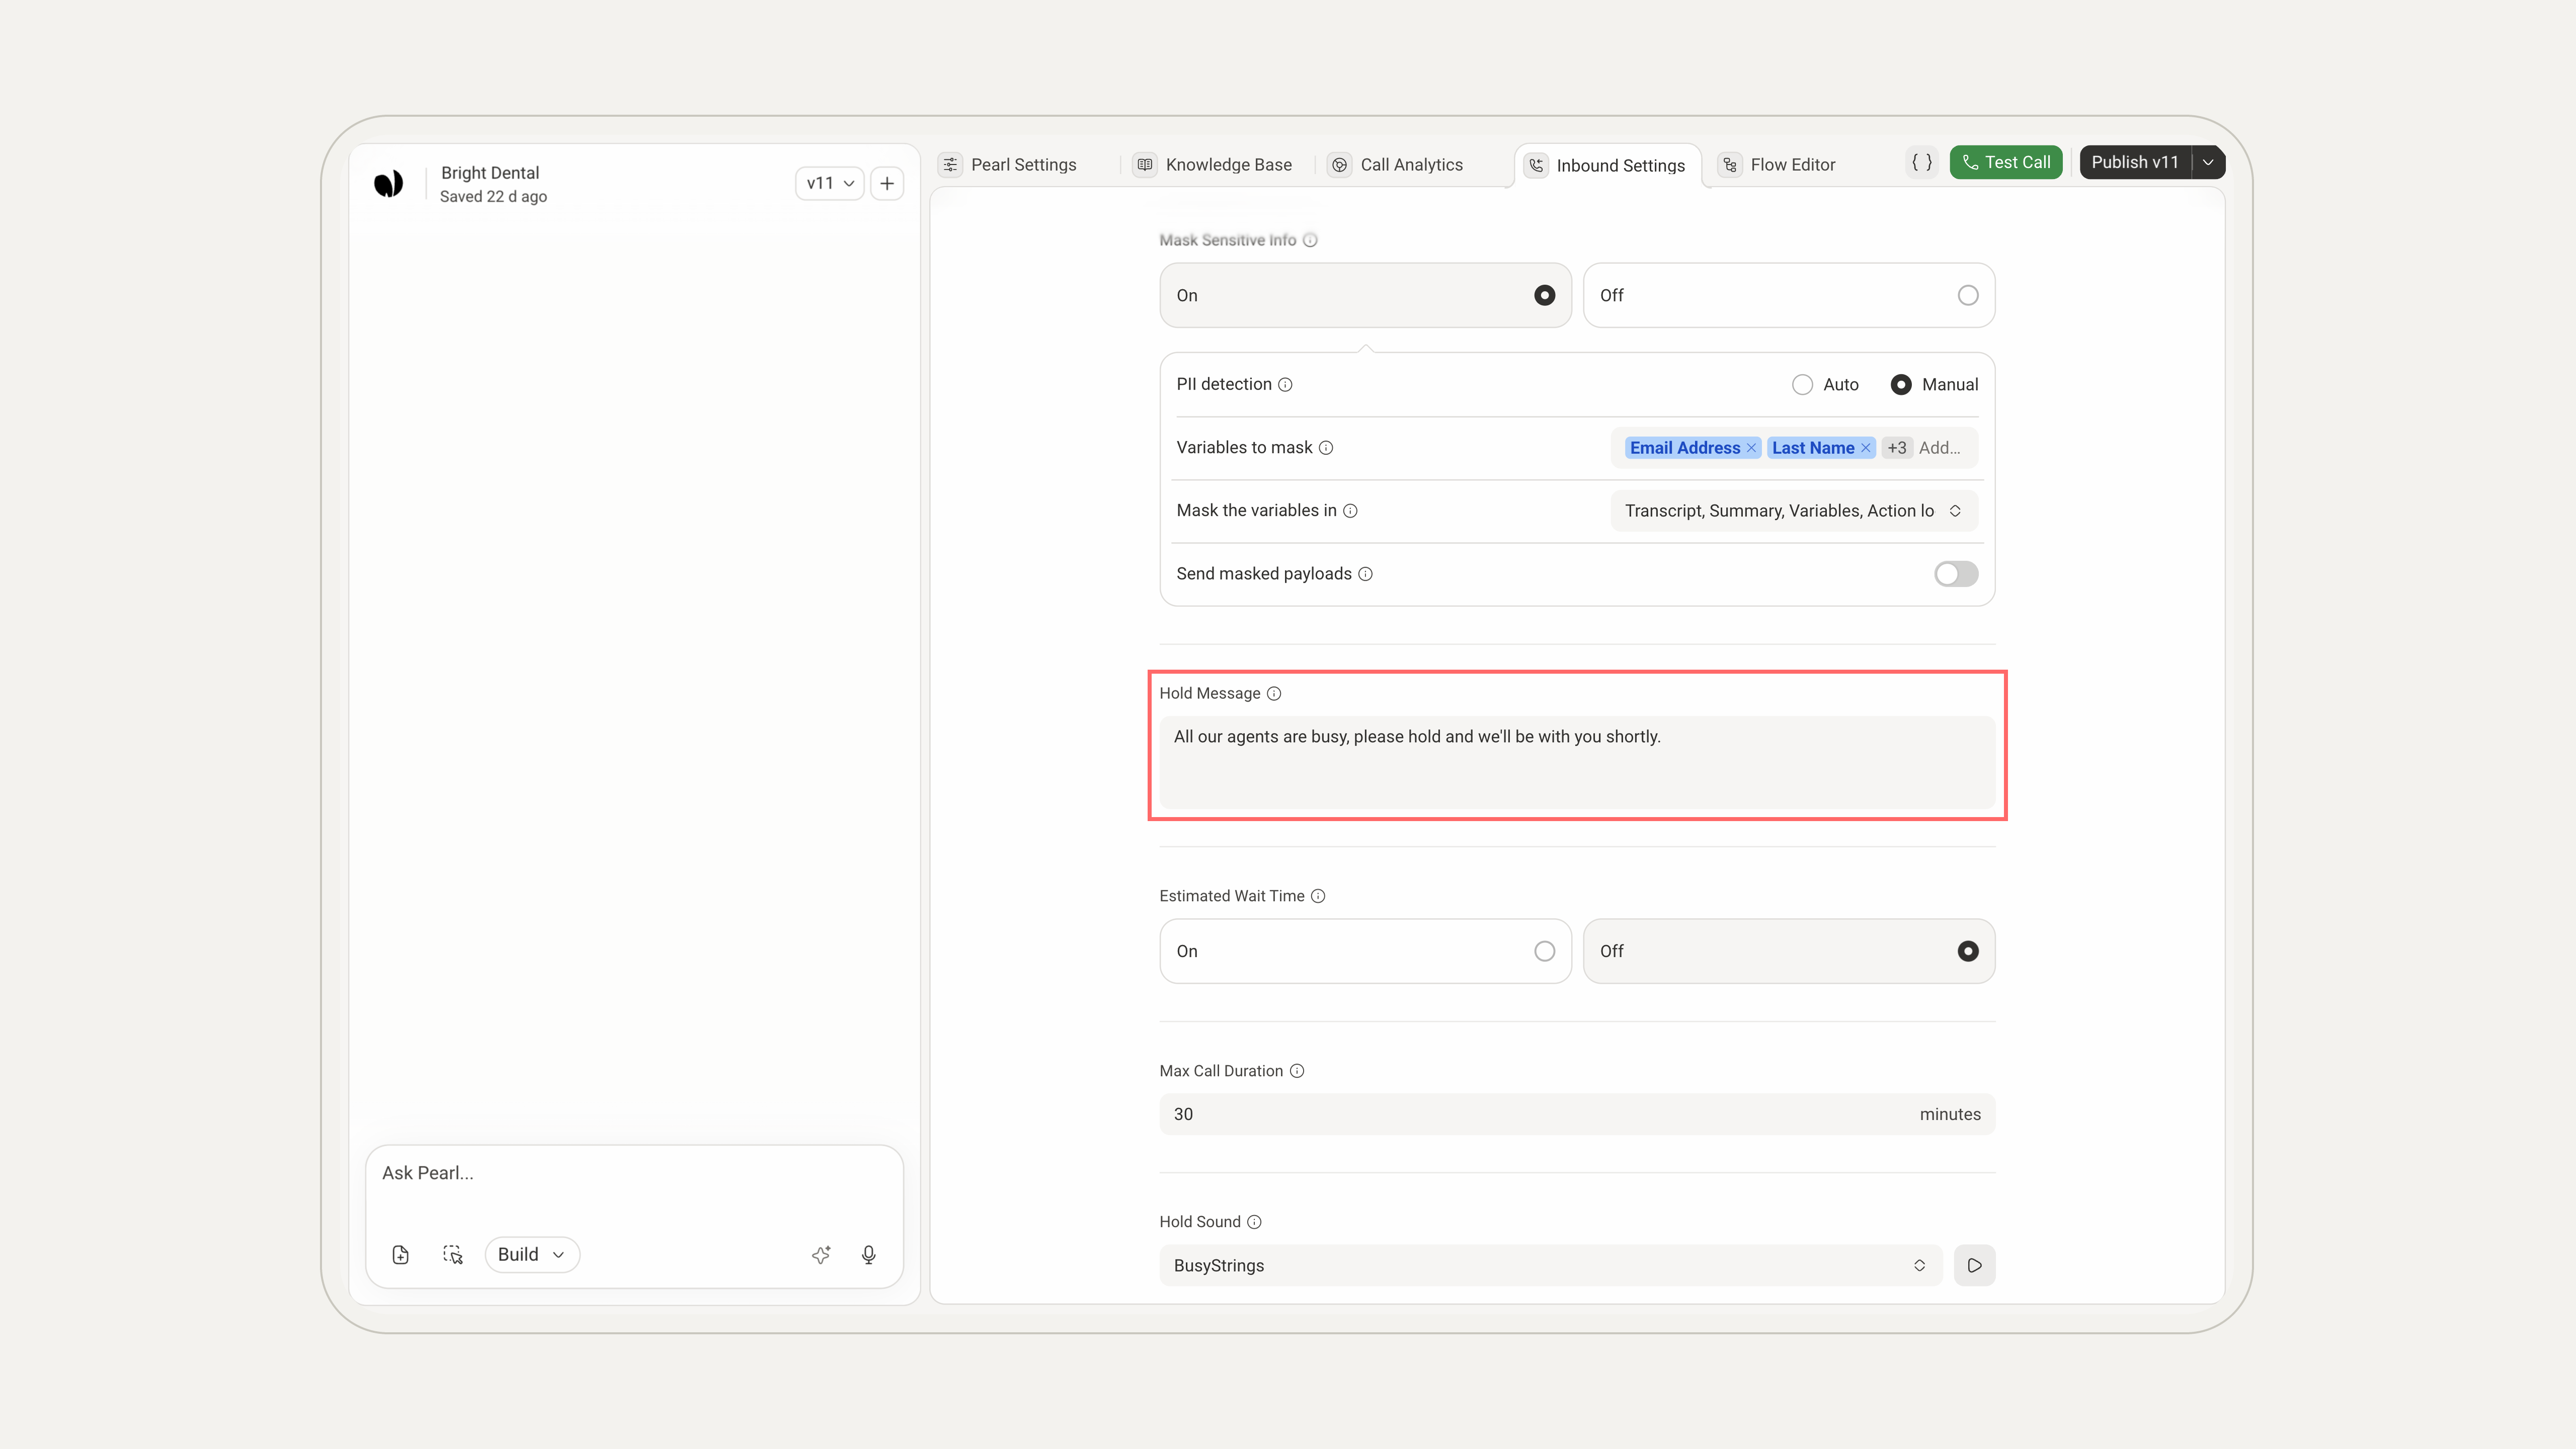 Bright Dental
Saved 22 d ago
v11
Pearl Settings
Knowledge Base
Call Analytics
Inbound Settings
Flow Editor
{ }
Test Call
Publish v11
Mask Sensitive Info
On
Off
PII detection
Auto
Manual
Variables to mask
Email Address × Last Name × +3 Add...
Mask the variables in
Transcript, Summary, Variables, Action lo
Send masked payloads
Hold Message
All our agents are busy, please hold and we'll be with you shortly.
Estimated Wait Time
On
Off
Max Call Duration
30 minutes
Hold Sound
BusyStrings
Ask Pearl...
Build